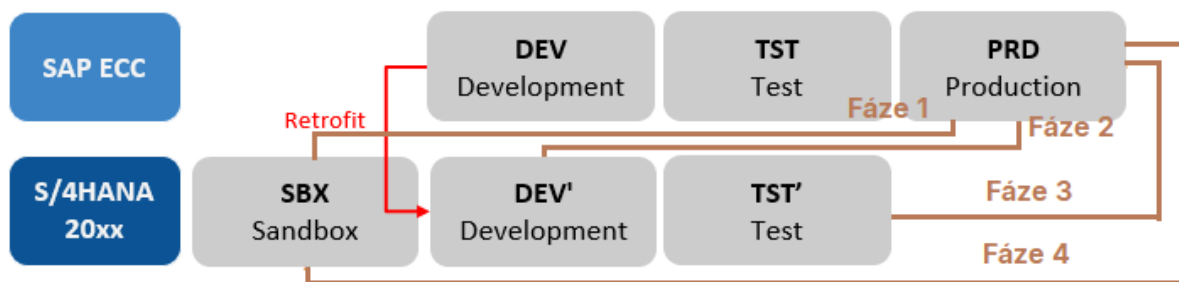 SAP ECC
DEV
Development
TST
Test
PRD
Production
Fáze 1
Retrofit
Fáze 2
S/4HANA
20xx
SBX
Sandbox
DEV'
Development
TST’
Test
Fáze 3
Fáze 4